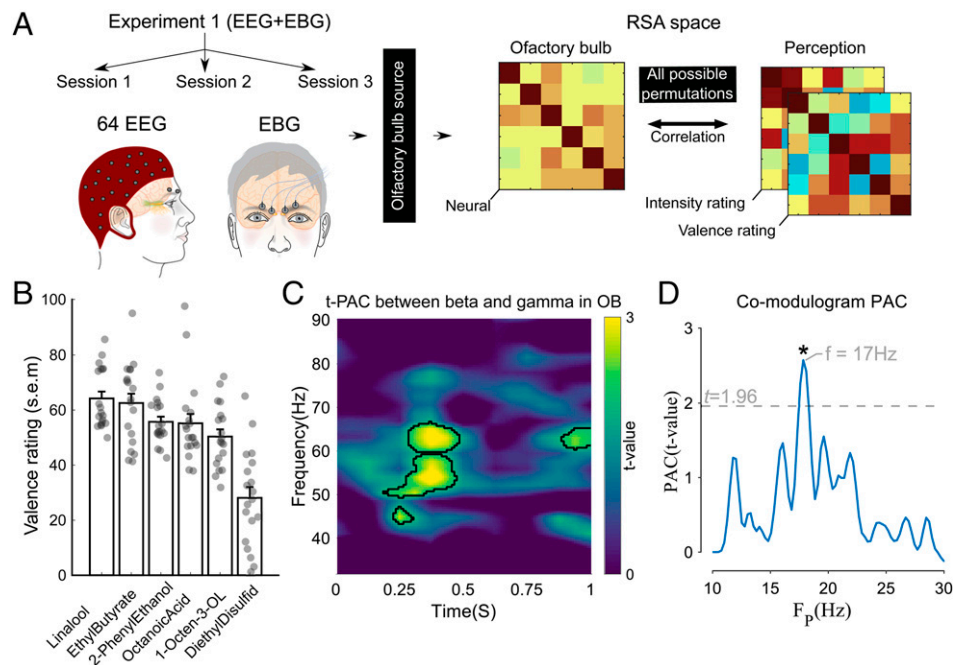 A
Experiment 1 (EEG+EBG)
Session 1
Session 2
Session 3
64 EEG
EBG
Olfactory bulb source
RSA space
Ofactory bulb
Neural
All possible
permutations
Correlation
Perception
Intensity rating
Valence rating
B
Valence rating (s.e.m)
100
80
60
40
20
0
Linalool
EthylButyrate
2-PhenylEthanol
OctanoicAcid
1-Octen-3-OL
DiethylDisulfid
C
t-PAC between beta and gamma in OB
Frequency(Hz)
90
80
70
60
50
40
0
0.25
0.5
0.75
1
Time(S)
3
t-value
0
D
Co-modulogram PAC
PAC(t-value)
3
2
1
0
*
f = 17Hz
t=1.96
10
15
20
25
30
FP(Hz)